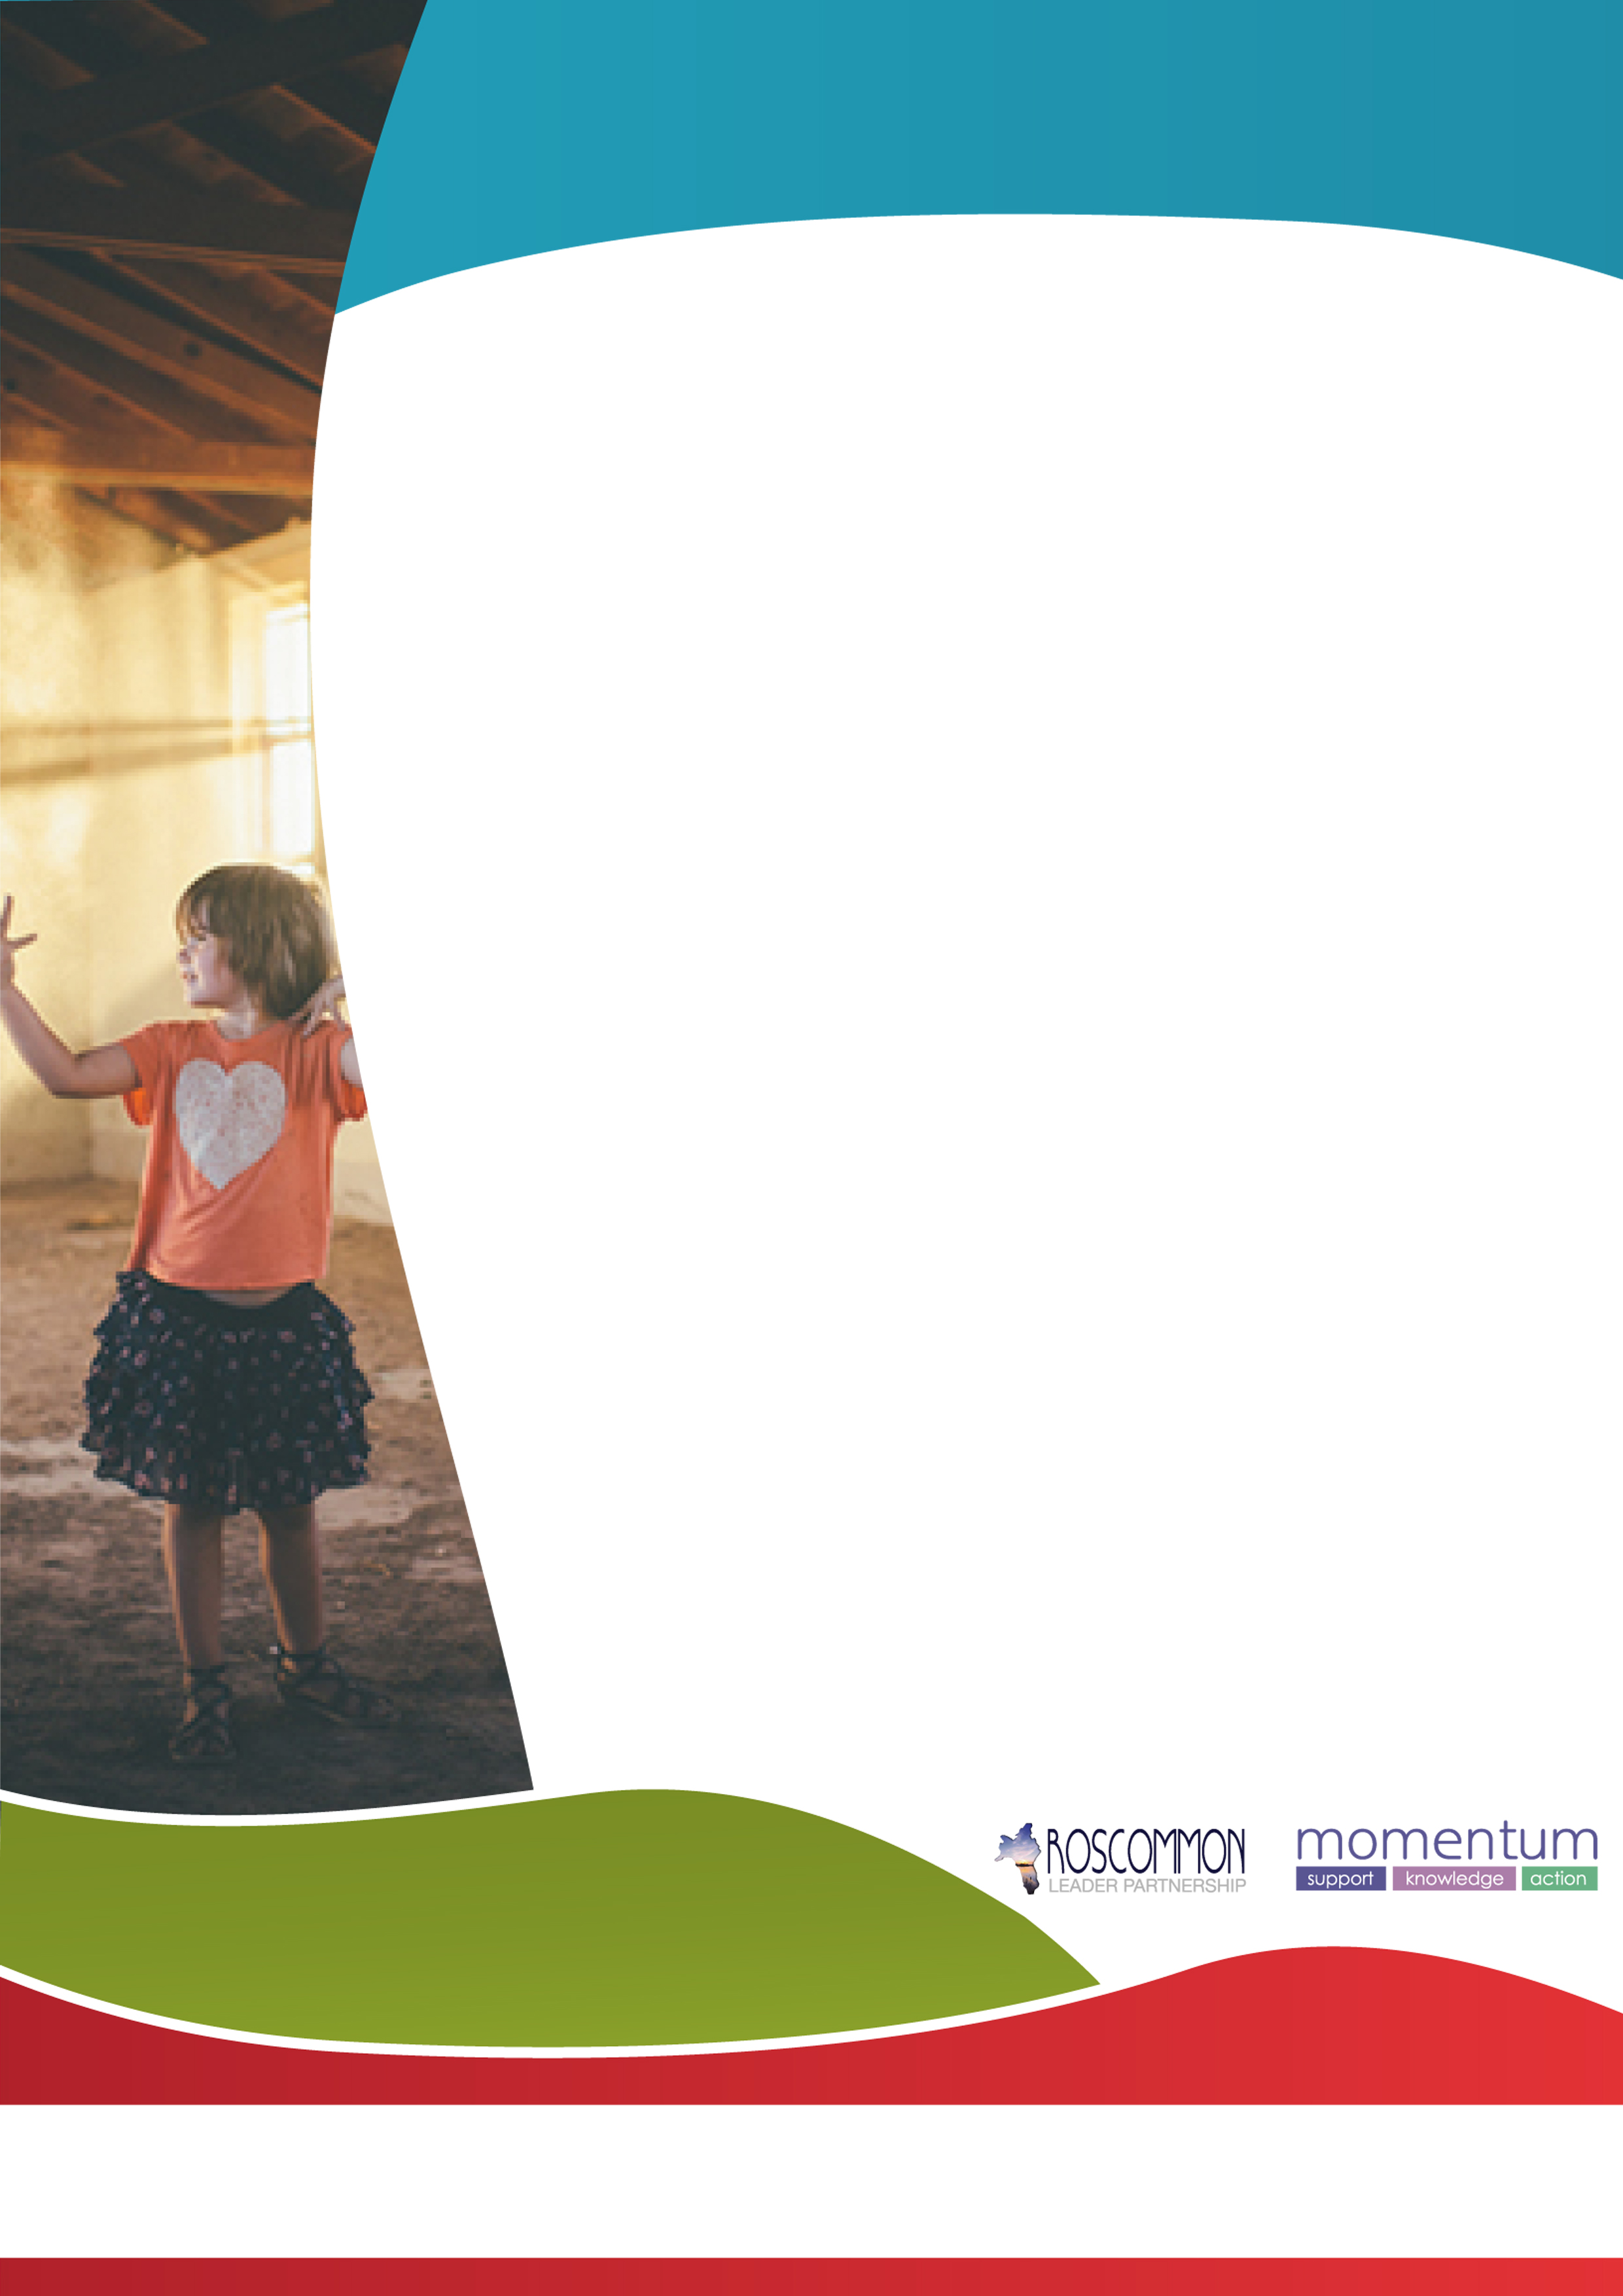 ROSCOMMON
LEADER PARTNERSHIP
momentum
support knowledge action